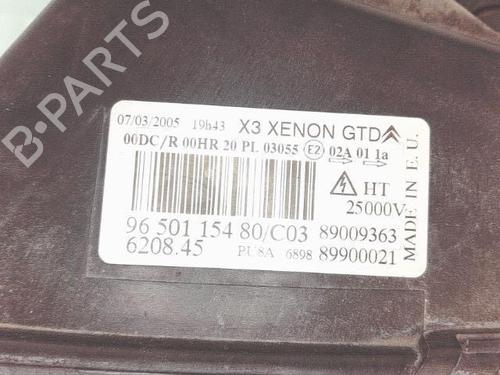 B-PARTS
07/03/2005 19h43 X3 XENON GTD
00DC/R 00HR 20 PL 03055 E2 02A 01 1a
HT
25000V
96 501 154 80/C03 89009363
6208.45 PU8A 6898 89900021
MADE IN E.U.